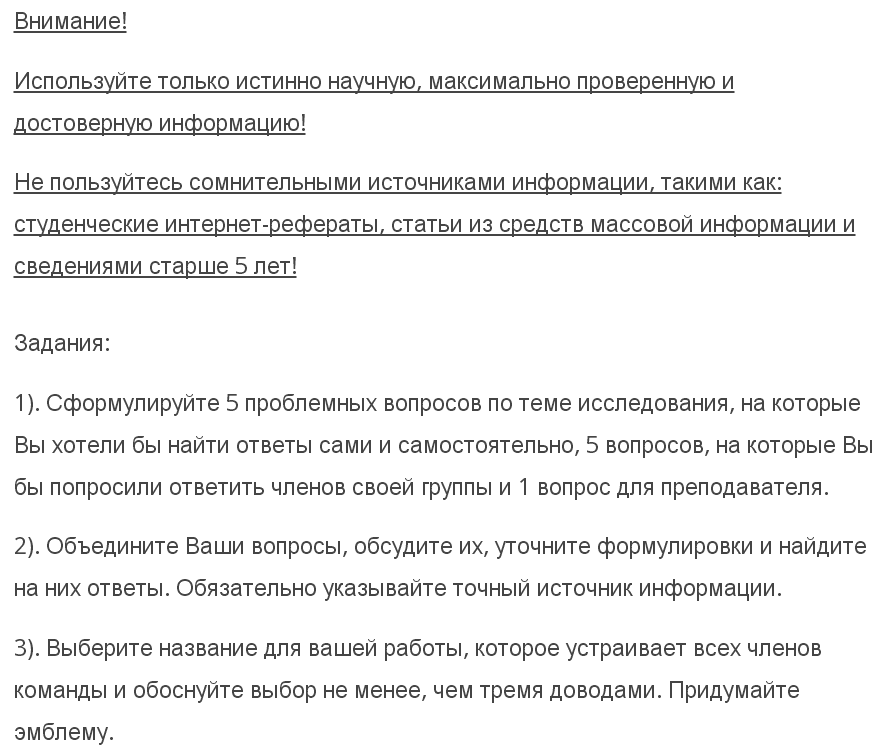 Внимание!
Используйте только истинно научную, максимально проверенную и
достоверную информацию!
Не пользуйтесь сомнительными источниками информации, такими как:
студенческие интернет-рефераты, статьи из средств массовой информации и
сведениями старше 5 лет!
Задания:
1). Сформулируйте 5 проблемных вопросов по теме исследования, на которые
Вы хотели бы найти ответы сами и самостоятельно, 5 вопросов, на которые Вы
бы попросили ответить членов своей группы и 1 вопрос для преподавателя.
2). Объедините Ваши вопросы, обсудите их, уточните формулировки и найдите
на них ответы. Обязательно указывайте точный источник информации.
3). Выберите название для вашей работы, которое устраивает всех членов
команды и обоснуйте выбор не менее, чем тремя доводами. Придумайте
эмблему.